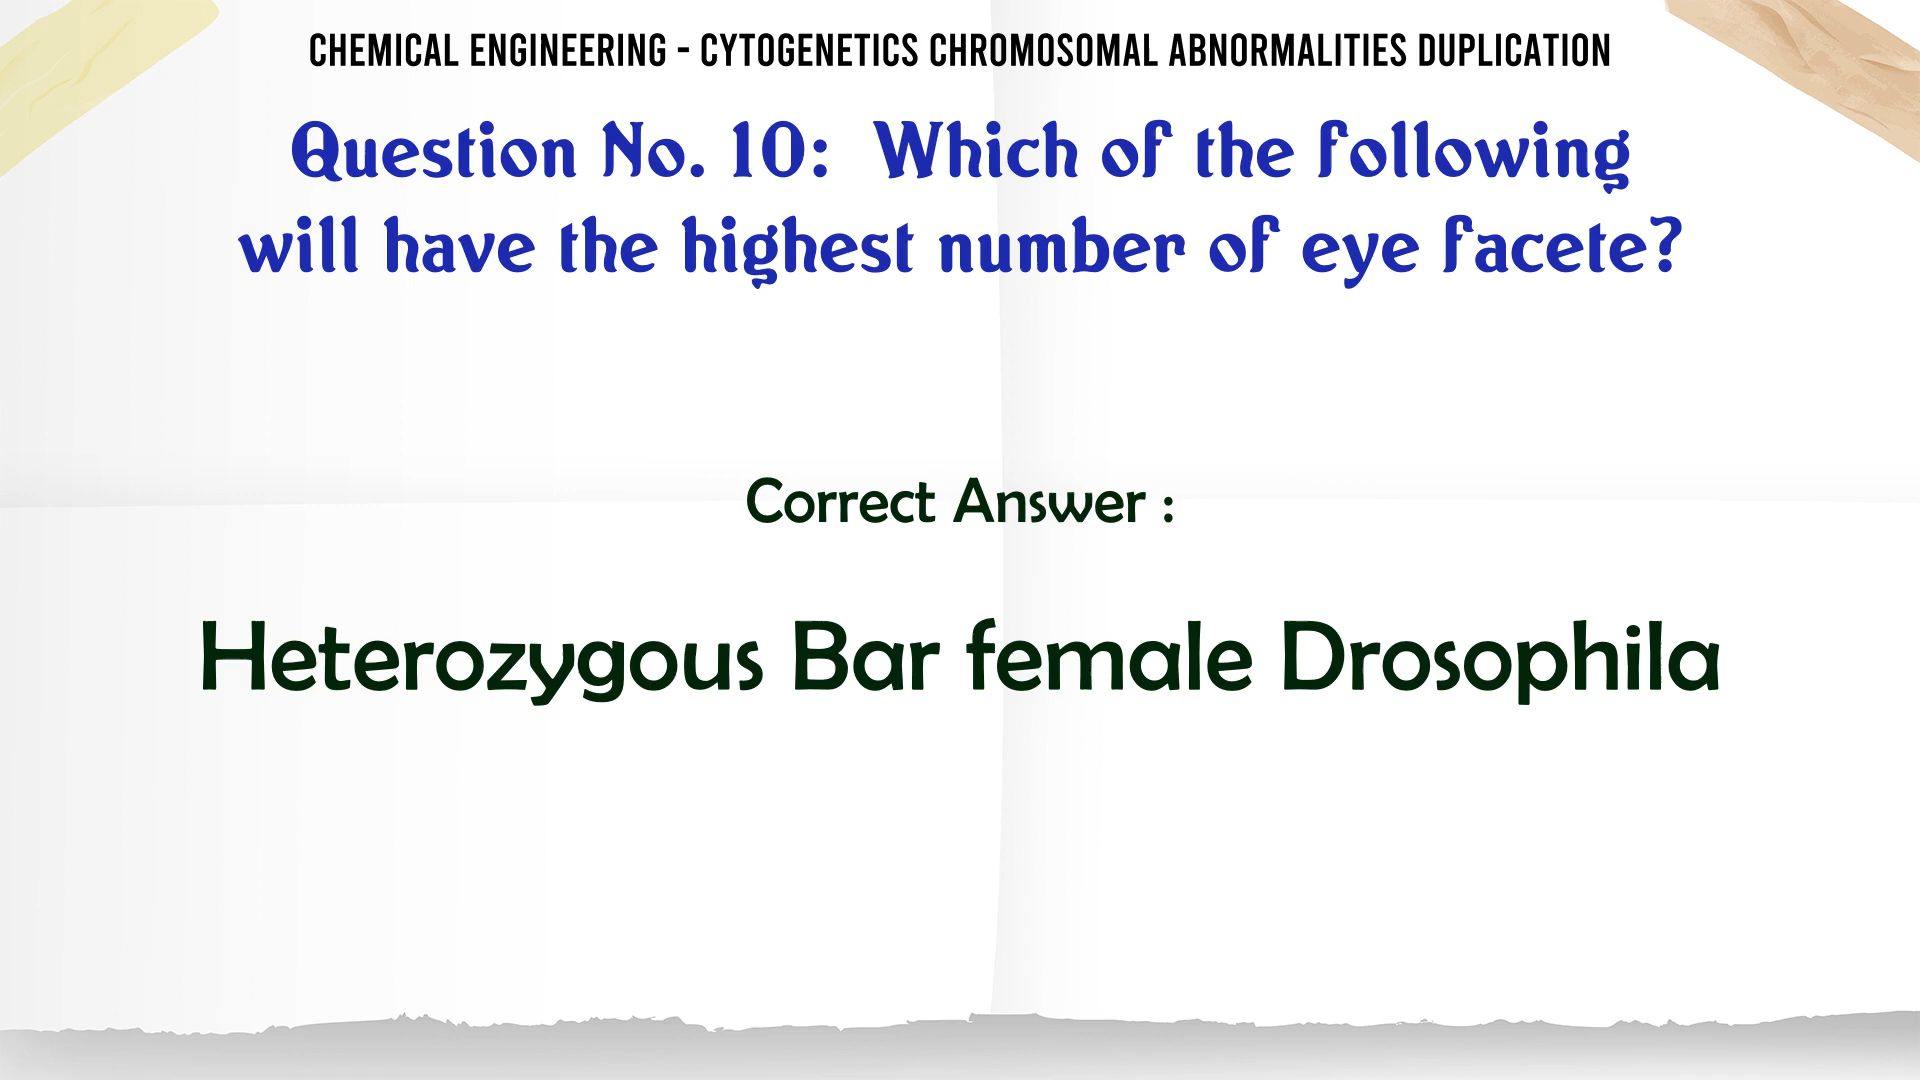 CHEMICAL ENGINEERING - CYTOGENETICS CHROMOSOMAL ABNORMALITIES DUPLICATION
Question No. 10: Which of the following
will have the highest number of eye facete?
Correct Answer :
Heterozygous Bar female Drosophila